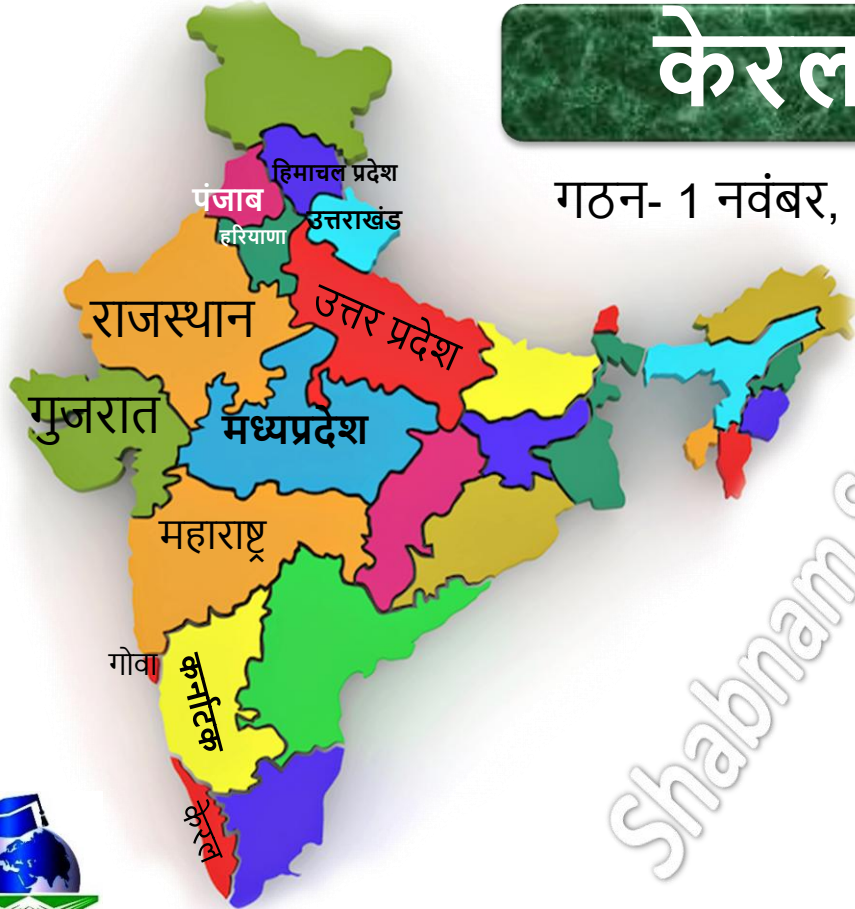 केरल
गठन- 1 नवंबर,
हिमाचल प्रदेश
पंजाब
उत्तराखंड
हरियाणा
राजस्थान
उत्तर प्रदेश
गुजरात
मध्यप्रदेश
महाराष्ट्र
गोवा
कर्नाटक
केरल
Shabnam